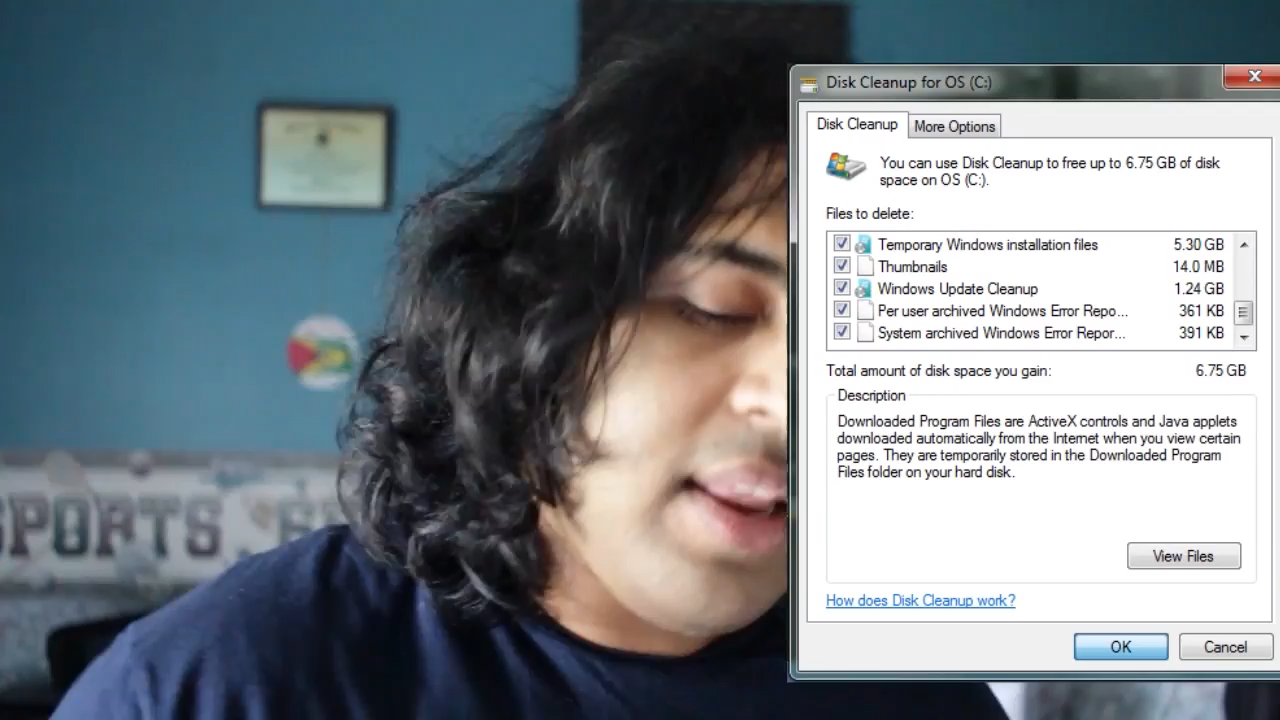 SPORTS
Disk Cleanup for OS (C:)
Disk Cleanup
More Options
You can use Disk Cleanup to free up to 6.75 GB of disk
space on OS (C:).
Files to delete:
Temporary Windows installation files 5.30 GB
Thumbnails 14.0 MB
Windows Update Cleanup 1.24 GB
Per user archived Windows Error Repo... 361 KB
System archived Windows Error Repor... 391 KB
Total amount of disk space you gain: 6.75 GB
Description
Downloaded Program Files are ActiveX controls and Java applets
downloaded automatically from the Internet when you view certain
pages. They are temporarily stored in the Downloaded Program
Files folder on your hard disk.
View Files
How does Disk Cleanup work?
OK
Cancel